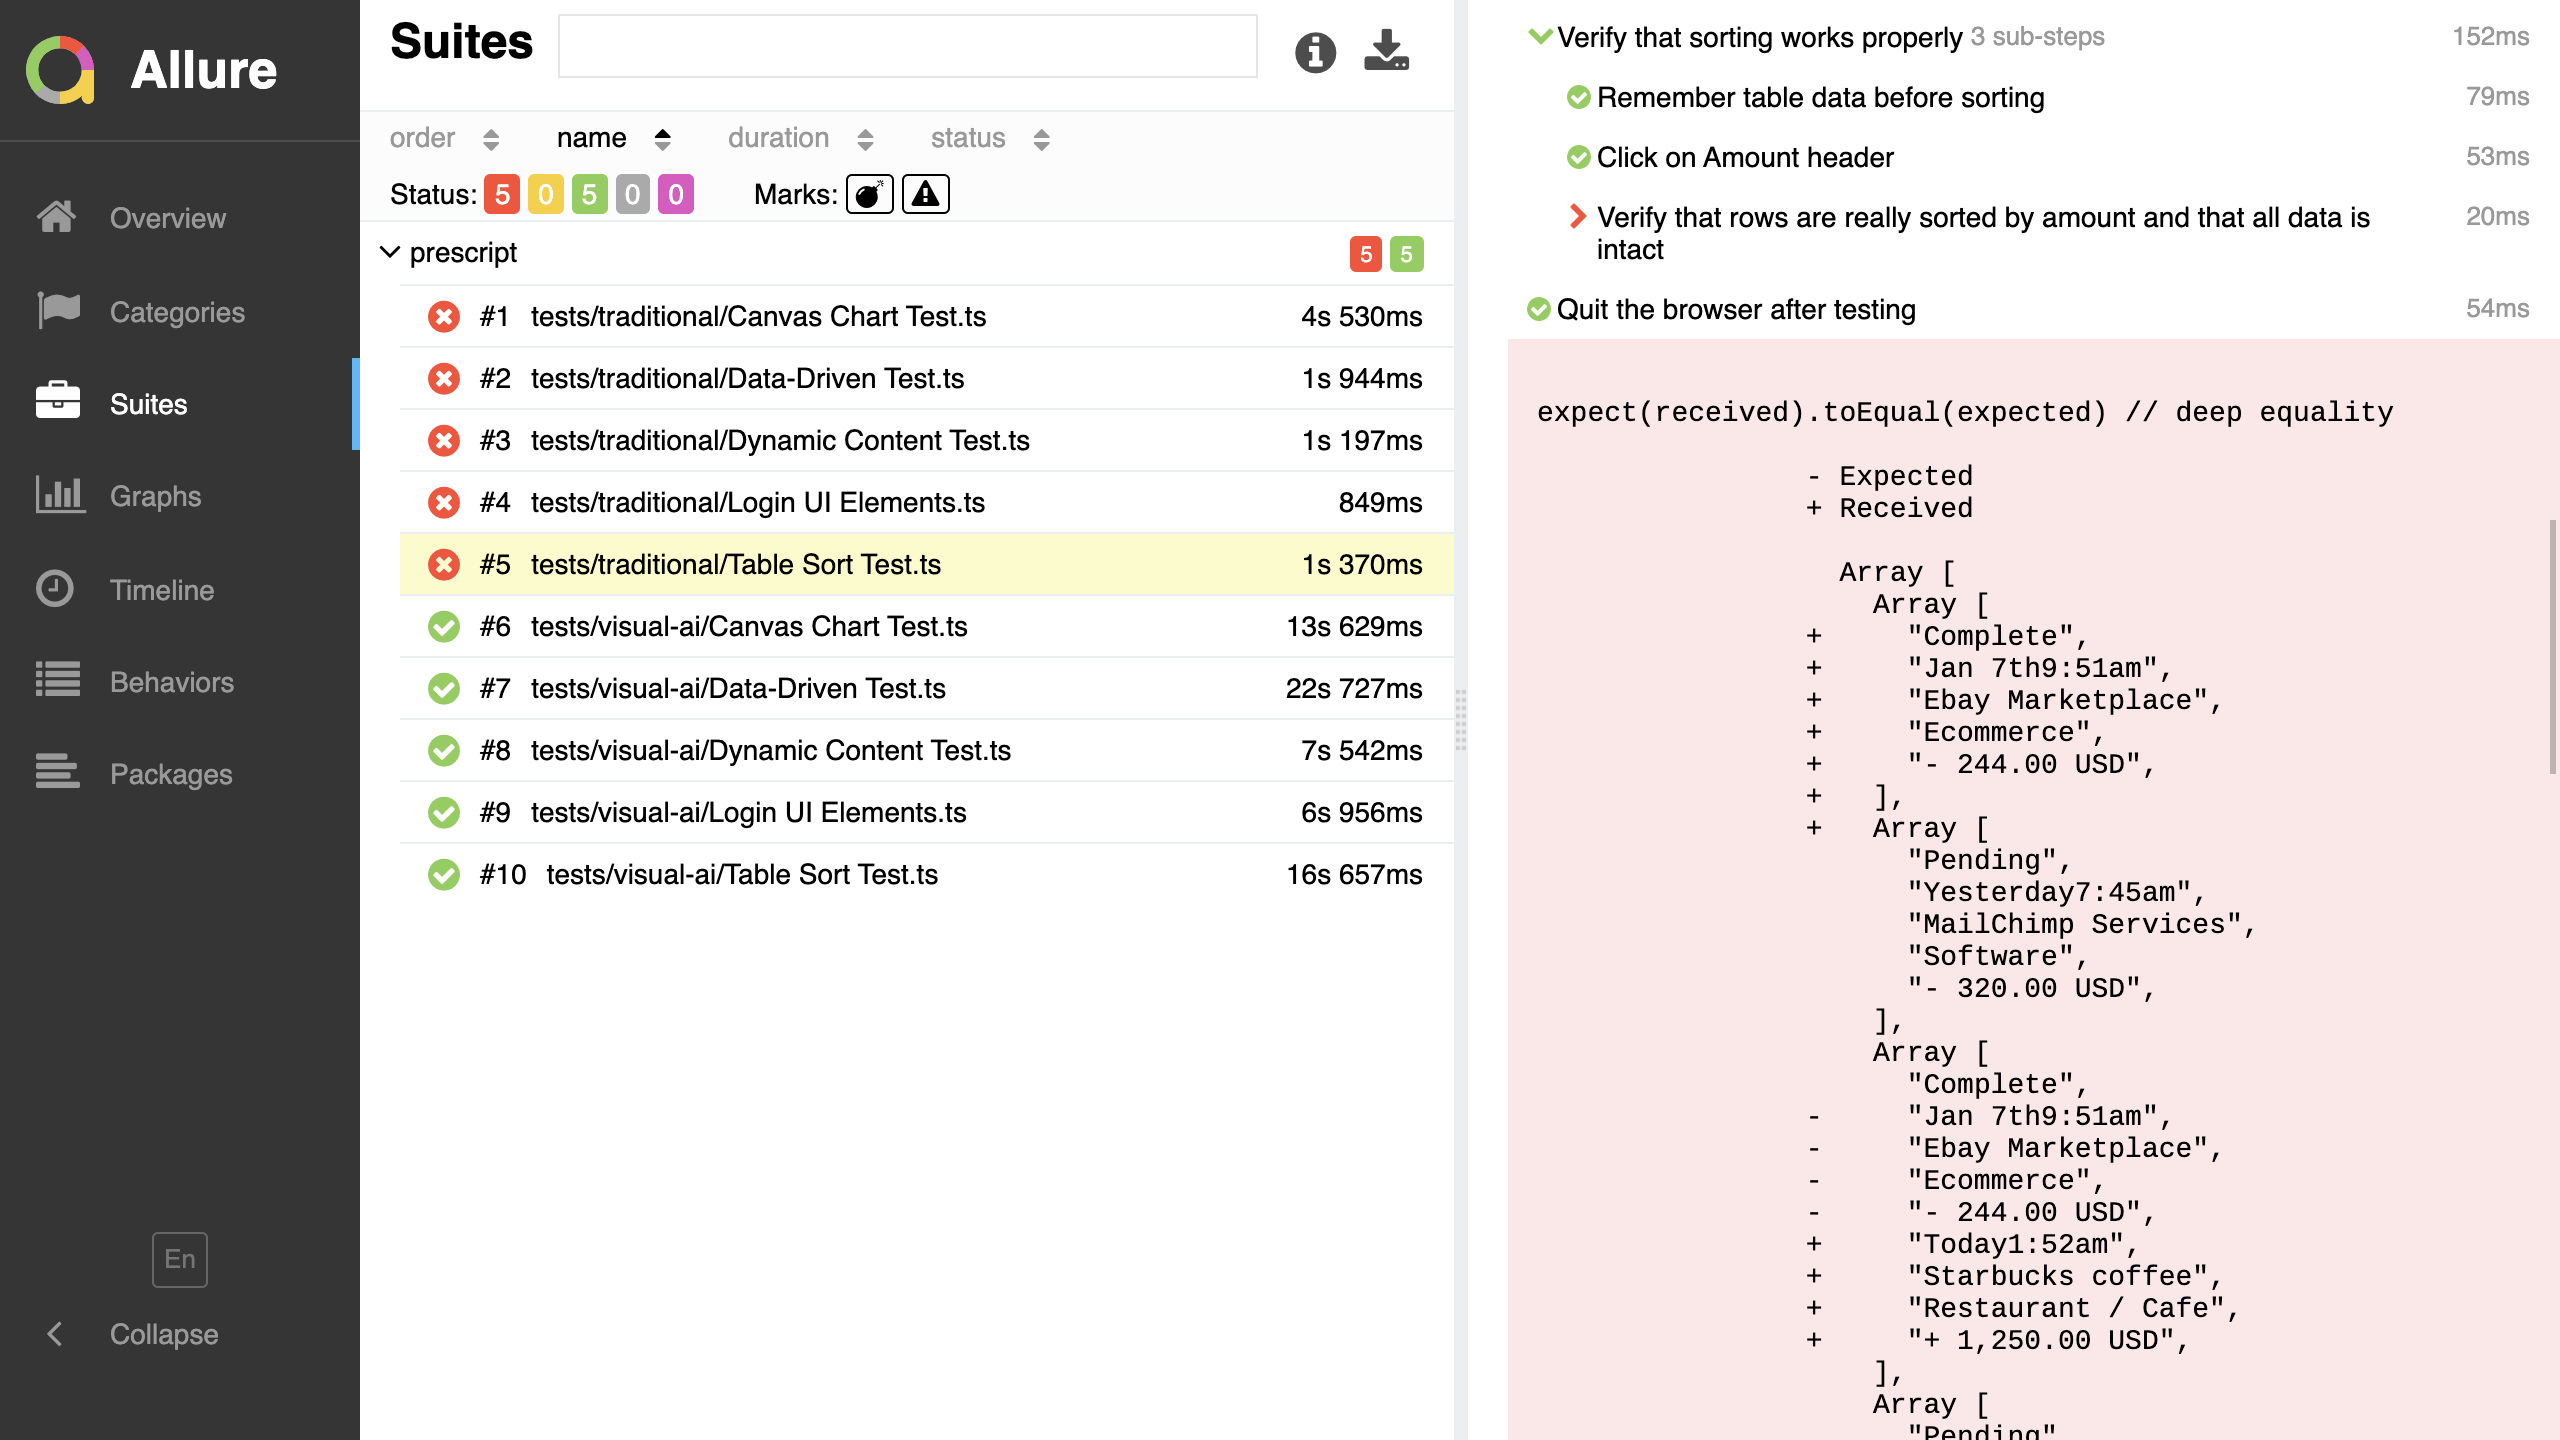 Allure
Overview
Categories
Suites
Graphs
Timeline
Behaviors
Packages
En
Collapse
Suites
order name duration status
Status: 5 0 5 0 0 Marks:
prescript 5 5
#1 tests/traditional/Canvas Chart Test.ts 4s 530ms
#2 tests/traditional/Data-Driven Test.ts 1s 944ms
#3 tests/traditional/Dynamic Content Test.ts 1s 197ms
#4 tests/traditional/Login UI Elements.ts 849ms
#5 tests/traditional/Table Sort Test.ts 1s 370ms
#6 tests/visual-ai/Canvas Chart Test.ts 13s 629ms
#7 tests/visual-ai/Data-Driven Test.ts 22s 727ms
#8 tests/visual-ai/Dynamic Content Test.ts 7s 542ms
#9 tests/visual-ai/Login UI Elements.ts 6s 956ms
#10 tests/visual-ai/Table Sort Test.ts 16s 657ms
Verify that sorting works properly 3 sub-steps 152ms
Remember table data before sorting 79ms
Click on Amount header 53ms
Verify that rows are really sorted by amount and that all data is 20ms
intact
Quit the browser after testing 54ms
expect(received).toEqual(expected) // deep equality
- Expected
+ Received
Array [
Array [
+ "Complete",
+ "Jan 7th9:51am",
+ "Ebay Marketplace",
+ "Ecommerce",
+ "- 244.00 USD",
+ ],
+ Array [
"Pending",
"Yesterday7:45am",
"MailChimp Services",
"Software",
"- 320.00 USD",
],
Array [
"Complete",
- "Jan 7th9:51am",
- "Ebay Marketplace",
- "Ecommerce",
- "- 244.00 USD",
+ "Today1:52am",
+ "Starbucks coffee",
+ "Restaurant / Cafe",
+ "+ 1,250.00 USD",
],
Array [
"Pending"